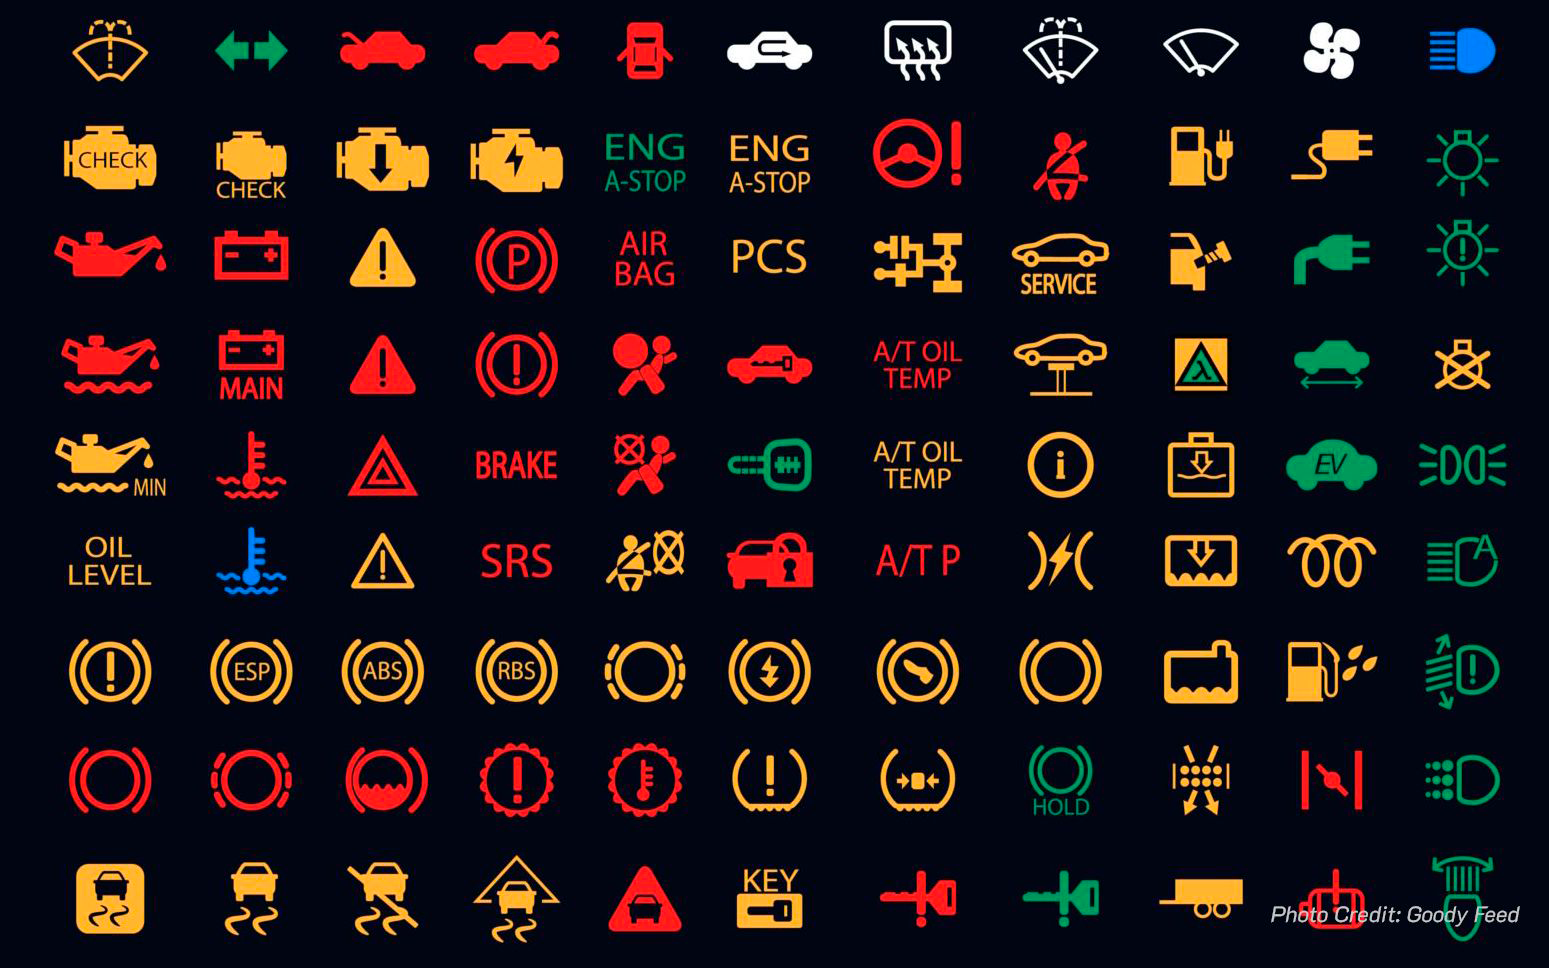 CHECK
CHECK
ENG
A-STOP
ENG
A-STOP
P
AIR
BAG
PCS
SERVICE
MAIN
A/T OIL
TEMP
λ
MIN
BRAKE
A/T OIL
TEMP
i
EV
OIL
LEVEL
SRS
A/T P
A
ESP
ABS
RBS
HOLD
KEY
Photo Credit: Goody Feed